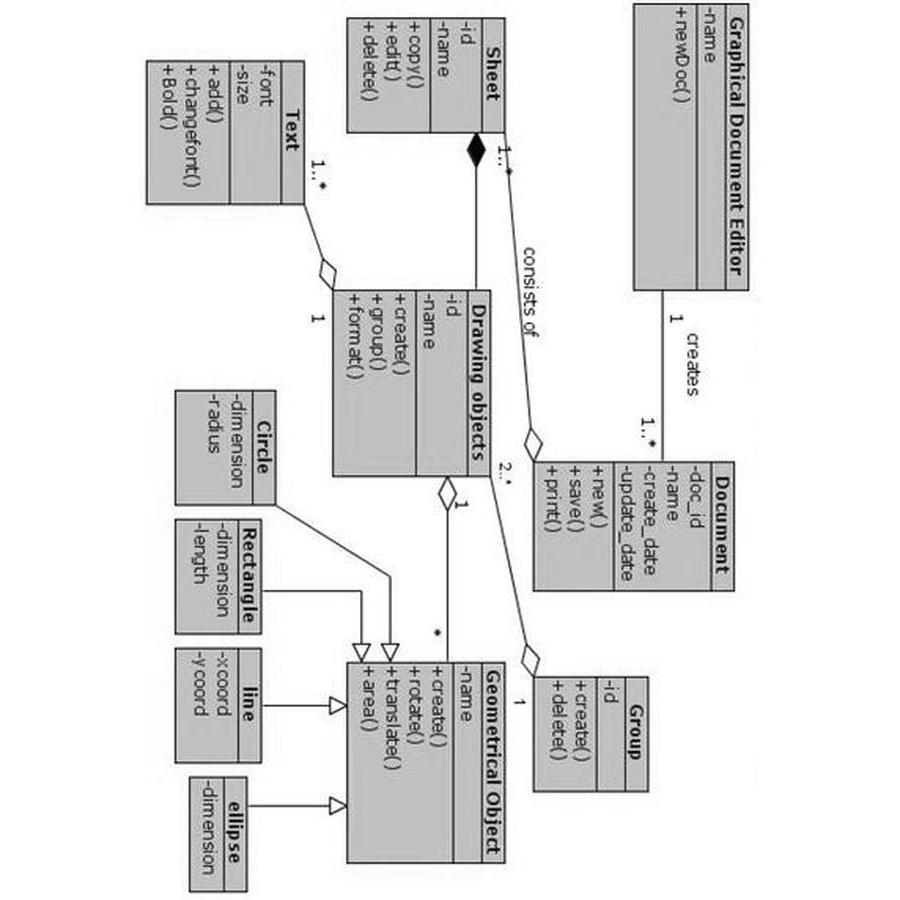 Graphical Document Editor
-name
+newDoc()
1
creates
1..*
Document
-doc_id
-name
-create_date
-update_date
+new()
+save()
+print()
Sheet
-id
-name
+copy()
+edit()
+delete()
1..*
consists of
Group
-id
+create()
+delete()
1
2..*
Drawing objects
-id
-name
+create()
+group()
+format()
1
*
Geometrical Object
-name
+create()
+rotate()
+translate()
+area()
Text
-font
-size
+add()
+changefont()
+Bold()
1..*
1
Circle
-dimension
-radius
Rectangle
-dimension
-length
line
-xcoord
-ycoord
ellipse
-dimension